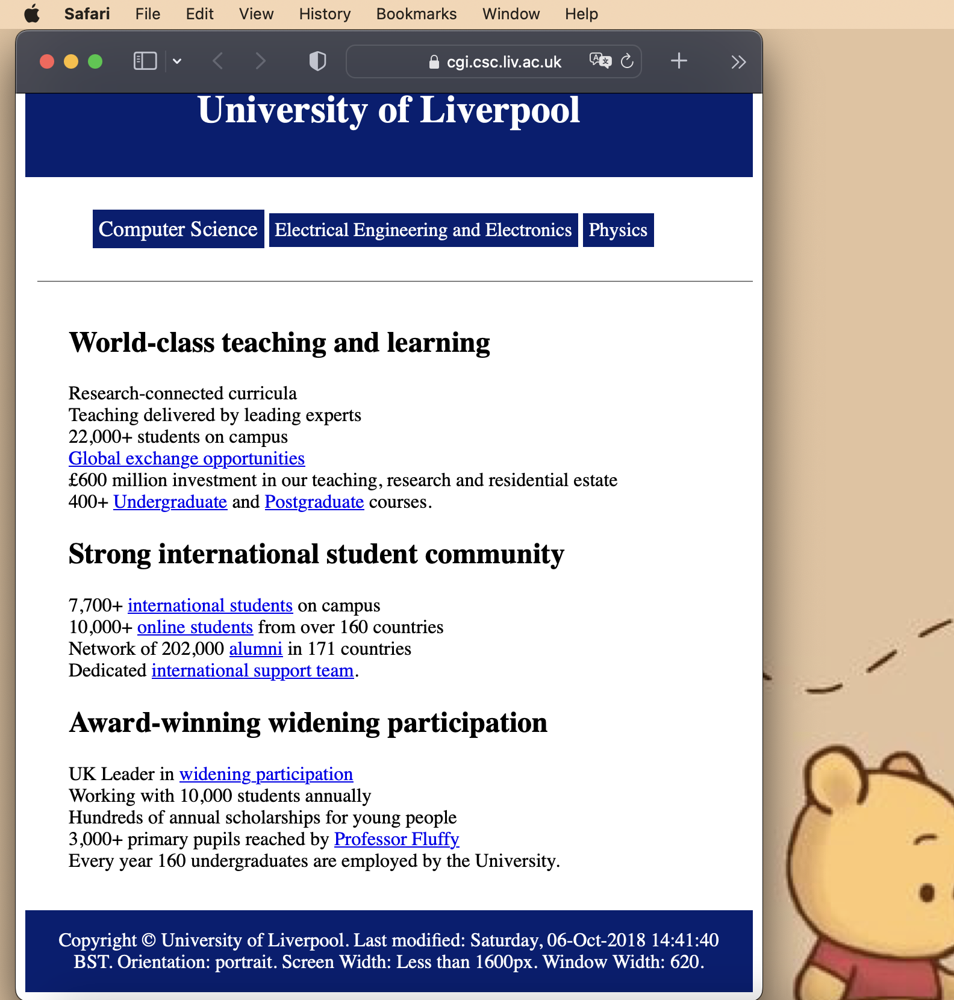 Safari File Edit View History Bookmarks Window Help
cgi.csc.liv.ac.uk
University of Liverpool
Computer Science Electrical Engineering and Electronics Physics
World-class teaching and learning
Research-connected curricula
Teaching delivered by leading experts
22,000+ students on campus
Global exchange opportunities
£600 million investment in our teaching, research and residential estate
400+ Undergraduate and Postgraduate courses.
Strong international student community
7,700+ international students on campus
10,000+ online students from over 160 countries
Network of 202,000 alumni in 171 countries
Dedicated international support team.
Award-winning widening participation
UK Leader in widening participation
Working with 10,000 students annually
Hundreds of annual scholarships for young people
3,000+ primary pupils reached by Professor Fluffy
Every year 160 undergraduates are employed by the University.
Copyright © University of Liverpool. Last modified: Saturday, 06-Oct-2018 14:41:40
BST. Orientation: portrait. Screen Width: Less than 1600px. Window Width: 620.